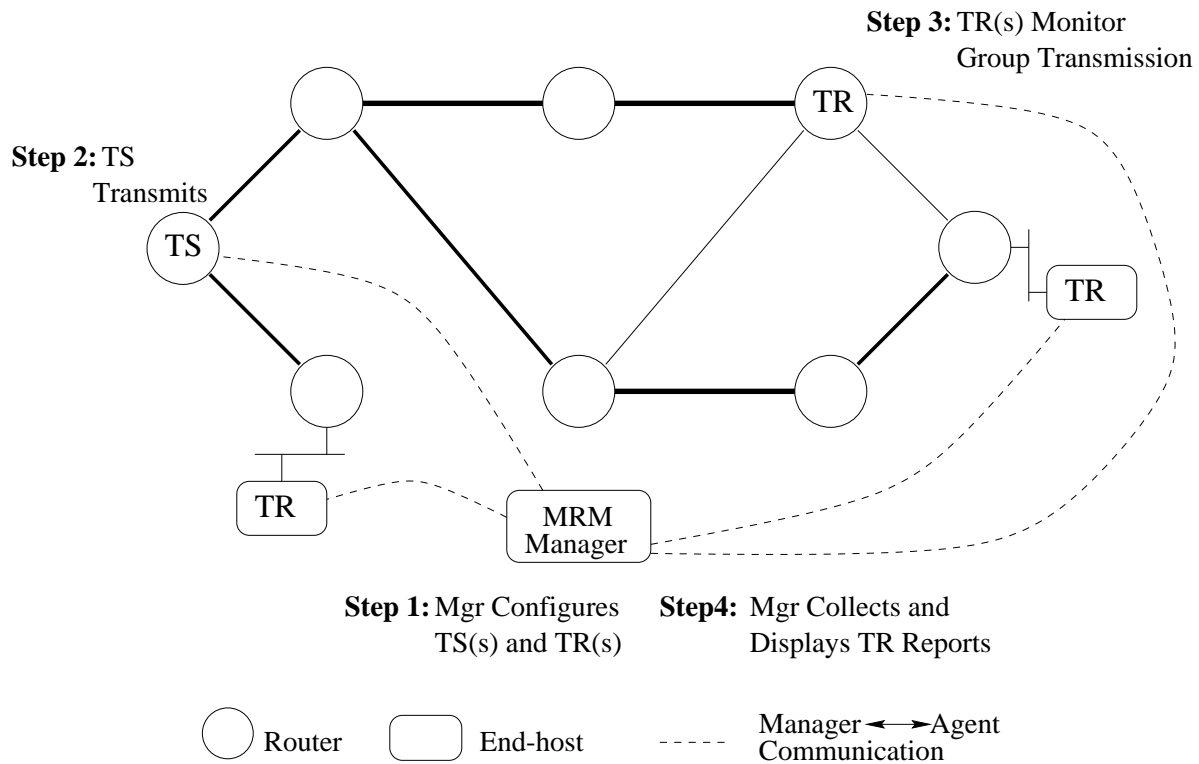 Step 3: TR(s) Monitor
Group Transmission
TR
Step 2: TS
Transmits
TS
TR
TR
MRM
Manager
Step 1: Mgr Configures
TS(s) and TR(s)
Step4: Mgr Collects and
Displays TR Reports
Router
End-host
Manager Agent
Communication